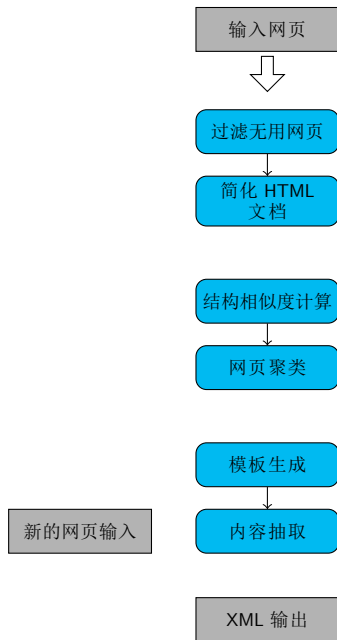 输入网页
过滤无用网页
简化 HTML
文档
结构相似度计算
网页聚类
模板生成
新的网页输入
内容抽取
XML 输出